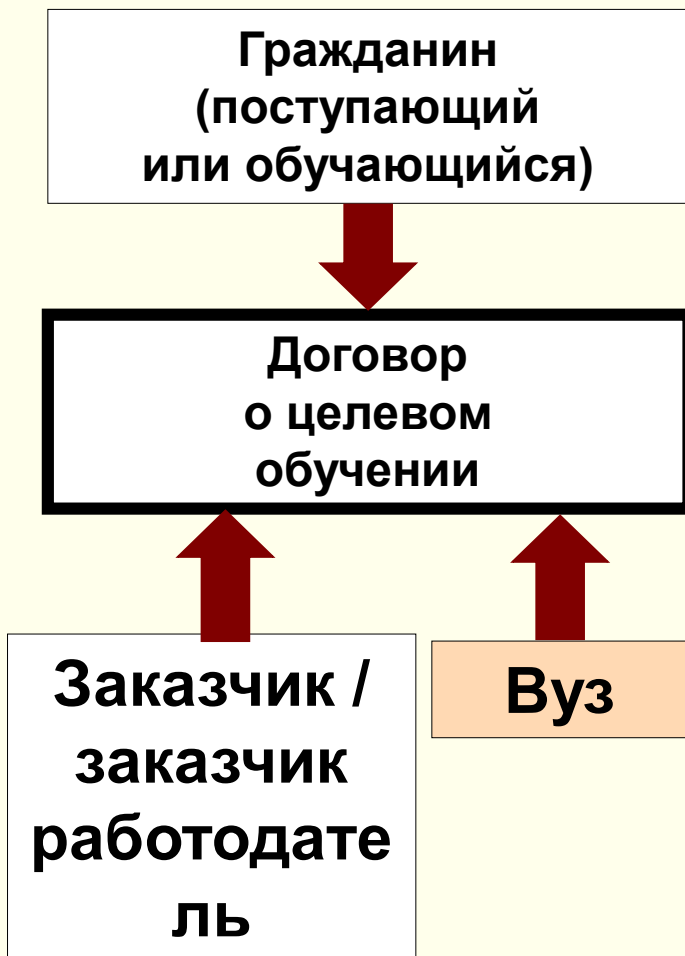 Гражданин
(поступающий
или обучающийся)
Договор
о целевом
обучении
Заказчик /
заказчик
работодате
ль
Вуз